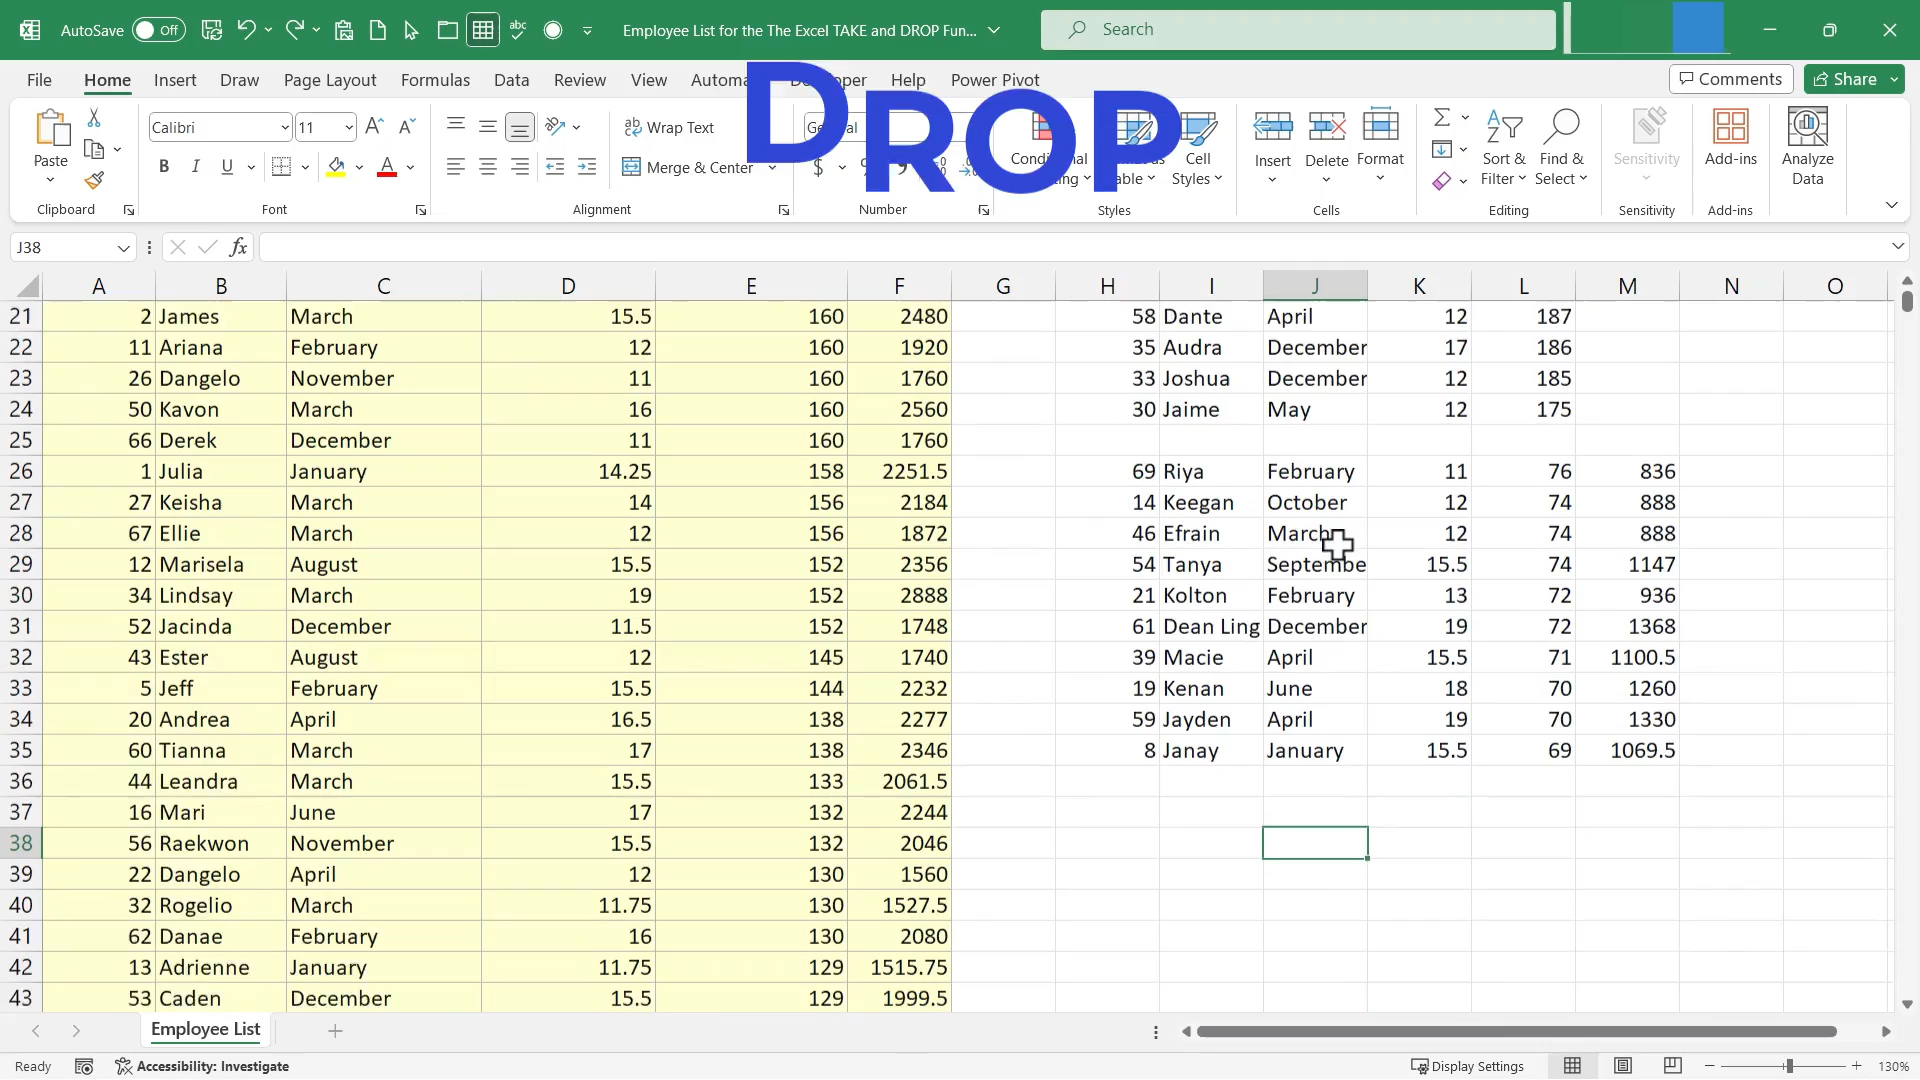 AutoSave Off Employee List for the The Excel TAKE and DROP Fun... Search
File Home Insert Draw Page Layout Formulas Data Review View Help Power Pivot Comments Share
DROP
Paste Calibri 11 Wrap Text Insert Delete Format Sort & Filter Find & Select Sensitivity Add-ins Analyze Data
B I U Merge & Center $ Cell Styles
Clipboard Font Alignment Number Styles Cells Editing Sensitivity Add-ins
J38 fx
A B C D E F G H I J K L M N O
21 2 James March 15.5 160 2480 58 Dante April 12 187
22 11 Ariana February 12 160 1920 35 Audra December 17 186
23 26 Dangelo November 11 160 1760 33 Joshua December 12 185
24 50 Kavon March 16 160 2560 30 Jaime May 12 175
25 66 Derek December 11 160 1760
26 1 Julia January 14.25 158 2251.5 69 Riya February 11 76 836
27 27 Keisha March 14 156 2184 14 Keegan October 12 74 888
28 67 Ellie March 12 156 1872 46 Efrain March 12 74 888
29 12 Marisela August 15.5 152 2356 54 Tanya Septembe 15.5 74 1147
30 34 Lindsay March 19 152 2888 21 Kolton February 13 72 936
31 52 Jacinda December 11.5 152 1748 61 Dean Ling December 19 72 1368
32 43 Ester August 12 145 1740 39 Macie April 15.5 71 1100.5
33 5 Jeff February 15.5 144 2232 19 Kenan June 18 70 1260
34 20 Andrea April 16.5 138 2277 59 Jayden April 19 70 1330
35 60 Tianna March 17 138 2346 8 Janay January 15.5 69 1069.5
36 44 Leandra March 15.5 133 2061.5
37 16 Mari June 17 132 2244
38 56 Raekwon November 15.5 132 2046
39 22 Dangelo April 12 130 1560
40 32 Rogelio March 11.75 130 1527.5
41 62 Danae February 16 130 2080
42 13 Adrienne January 11.75 129 1515.75
43 53 Caden December 15.5 129 1999.5
Employee List
Ready Accessibility: Investigate Display Settings 130%